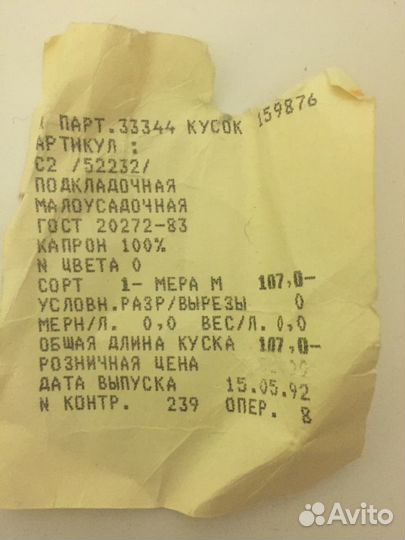 ПАРТ.33344 КУСОК 159876
АРТИКУЛ :
С2 /52232/
ПОДКЛАДОЧНАЯ
МАЛОУСАДОЧНАЯ
ГОСТ 20272-83
КАПРОН 100%
N ЦВЕТА 0
СОРТ 1- МЕРА М 107,0-
УСЛОВН.РАЗР/ВЫРЕЗЫ 0
МЕРН/Л. 0,0 ВЕС/Л.0,0
ОБЩАЯ ДЛИНА КУСКА 107,0-
РОЗНИЧНАЯ ЦЕНА
ДАТА ВЫПУСКА 15.05.92
N КОНТР. 239 ОПЕР. 8
Avito